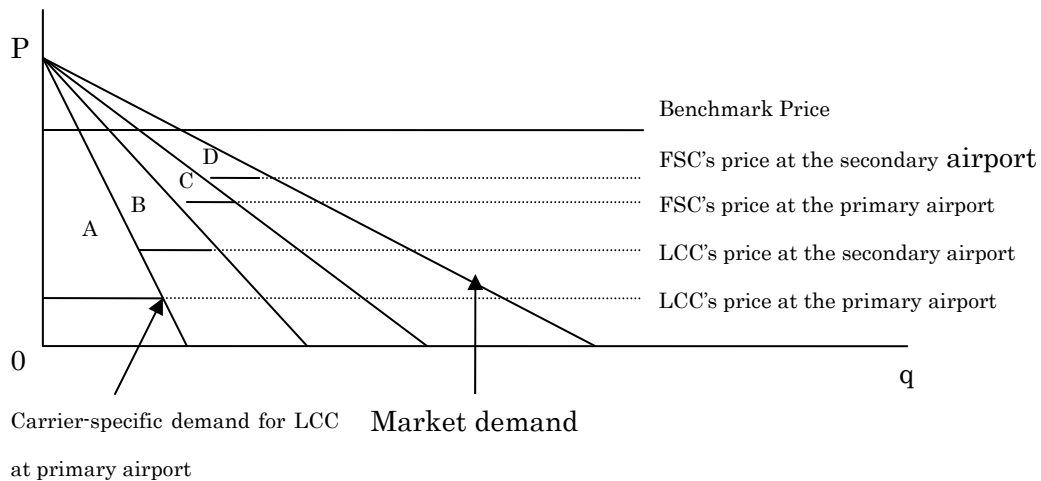 P
Benchmark Price
FSC's price at the secondary airport
D
C
FSC's price at the primary airport
B
A
LCC's price at the secondary airport
LCC's price at the primary airport
0
q
Carrier-specific demand for LCC
at primary airport
Market demand